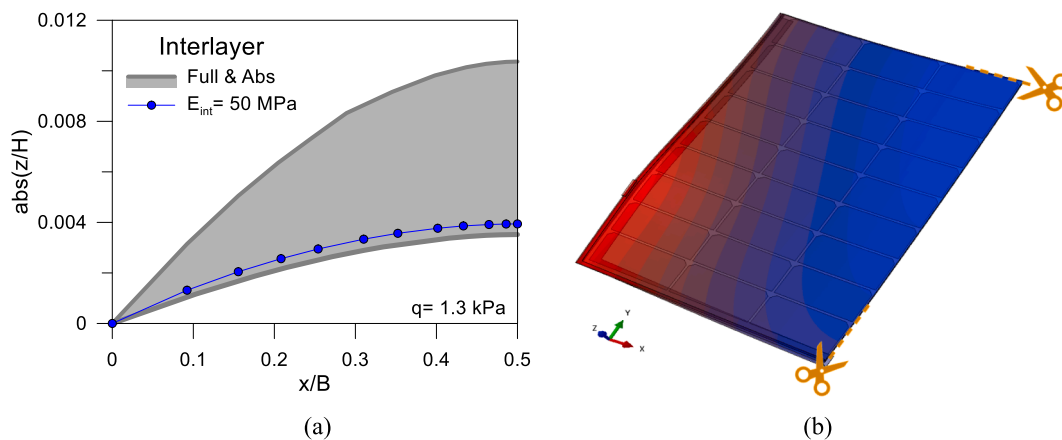 0.012
0.008
0.004
0
abs(z/H)
Interlayer
Full & Abs
E_int= 50 MPa
q= 1.3 kPa
0 0.1 0.2 0.3 0.4 0.5
x/B
(a)
Y
Z
X
(b)